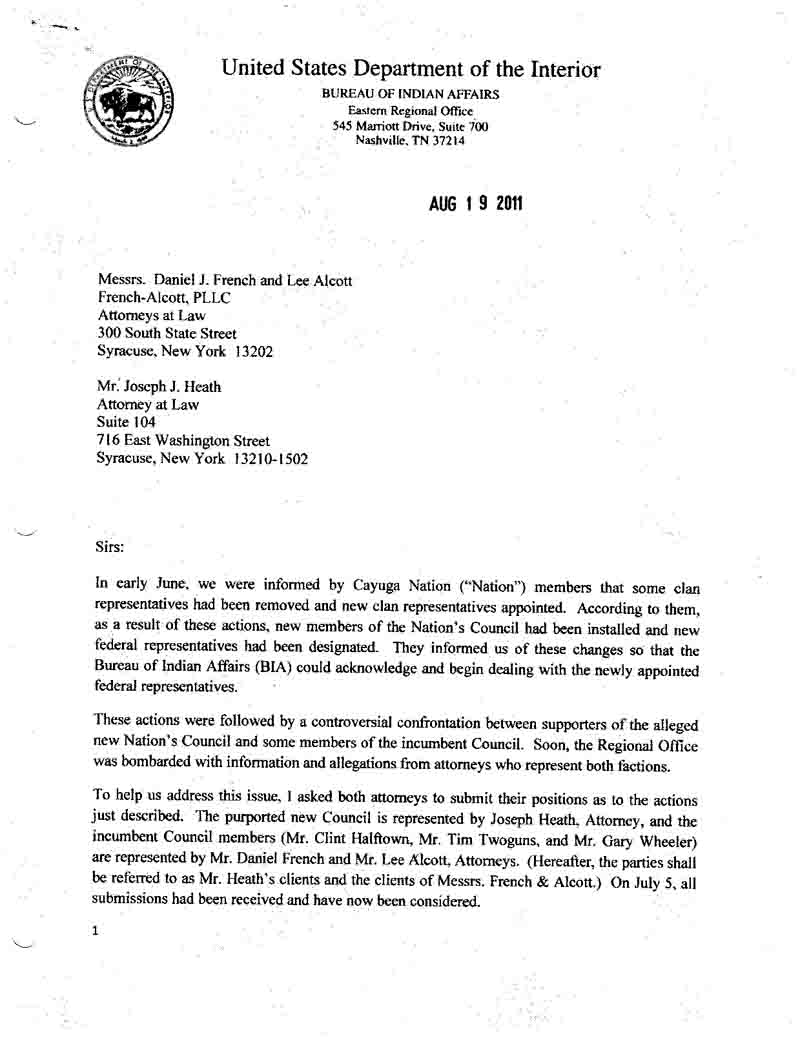 United States Department of the Interior
BUREAU OF INDIAN AFFAIRS
Eastern Regional Office
545 Marriott Drive, Suite 700
Nashville, TN 37214
U.S. DEPARTMENT OF THE INTERIOR
March 3, 1849
AUG 19 2011
Messrs. Daniel J. French and Lee Alcott
French-Alcott, PLLC
Attorneys at Law
300 South State Street
Syracuse, New York 13202
Mr. Joseph J. Heath
Attorney at Law
Suite 104
716 East Washington Street
Syracuse, New York 13210-1502
Sirs:
In early June, we were informed by Cayuga Nation (“Nation”) members that some clan
representatives had been removed and new clan representatives appointed. According to them,
as a result of these actions, new members of the Nation’s Council had been installed and new
federal representatives had been designated. They informed us of these changes so that the
Bureau of Indian Affairs (BIA) could acknowledge and begin dealing with the newly appointed
federal representatives.
These actions were followed by a controversial confrontation between supporters of the alleged
new Nation’s Council and some members of the incumbent Council. Soon, the Regional Office
was bombarded with information and allegations from attorneys who represent both factions.
To help us address this issue, I asked both attorneys to submit their positions as to the actions
just described. The purported new Council is represented by Joseph Heath, Attorney, and the
incumbent Council members (Mr. Clint Halftown, Mr. Tim Twoguns, and Mr. Gary Wheeler)
are represented by Mr. Daniel French and Mr. Lee Alcott, Attorneys. (Hereafter, the parties shall
be referred to as Mr. Heath’s clients and the clients of Messrs. French & Alcott.) On July 5, all
submissions had been received and have now been considered.
1